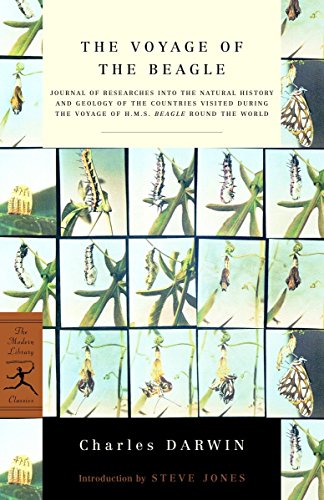 THE VOYAGE OF
THE BEAGLE
JOURNAL OF RESEARCHES INTO THE NATURAL HISTORY
AND GEOLOGY OF THE COUNTRIES VISITED DURING
THE VOYAGE OF H.M.S. BEAGLE ROUND THE WORLD
The
Modern Library
Classics
Charles DARWIN
Introduction by STEVE JONES